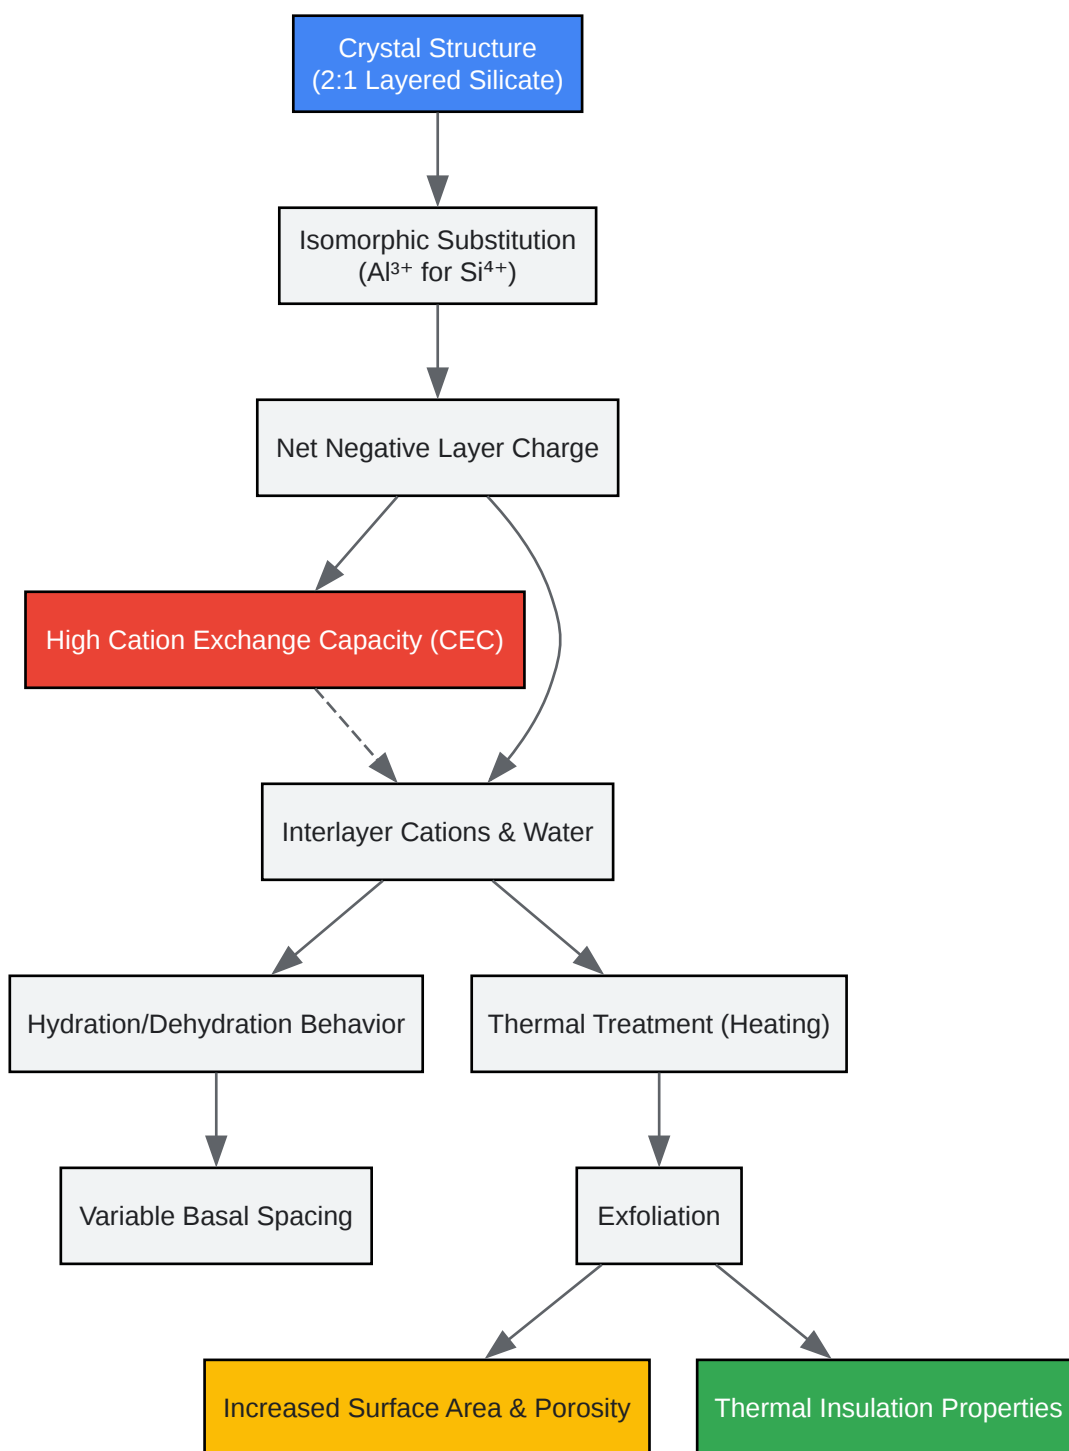 Crystal Structure
(2:1 Layered Silicate)
Isomorphic Substitution
(Al³⁺ for Si⁴⁺)
Net Negative Layer Charge
High Cation Exchange Capacity (CEC)
Interlayer Cations & Water
Hydration/Dehydration Behavior
Thermal Treatment (Heating)
Variable Basal Spacing
Exfoliation
Increased Surface Area & Porosity
Thermal Insulation Properties